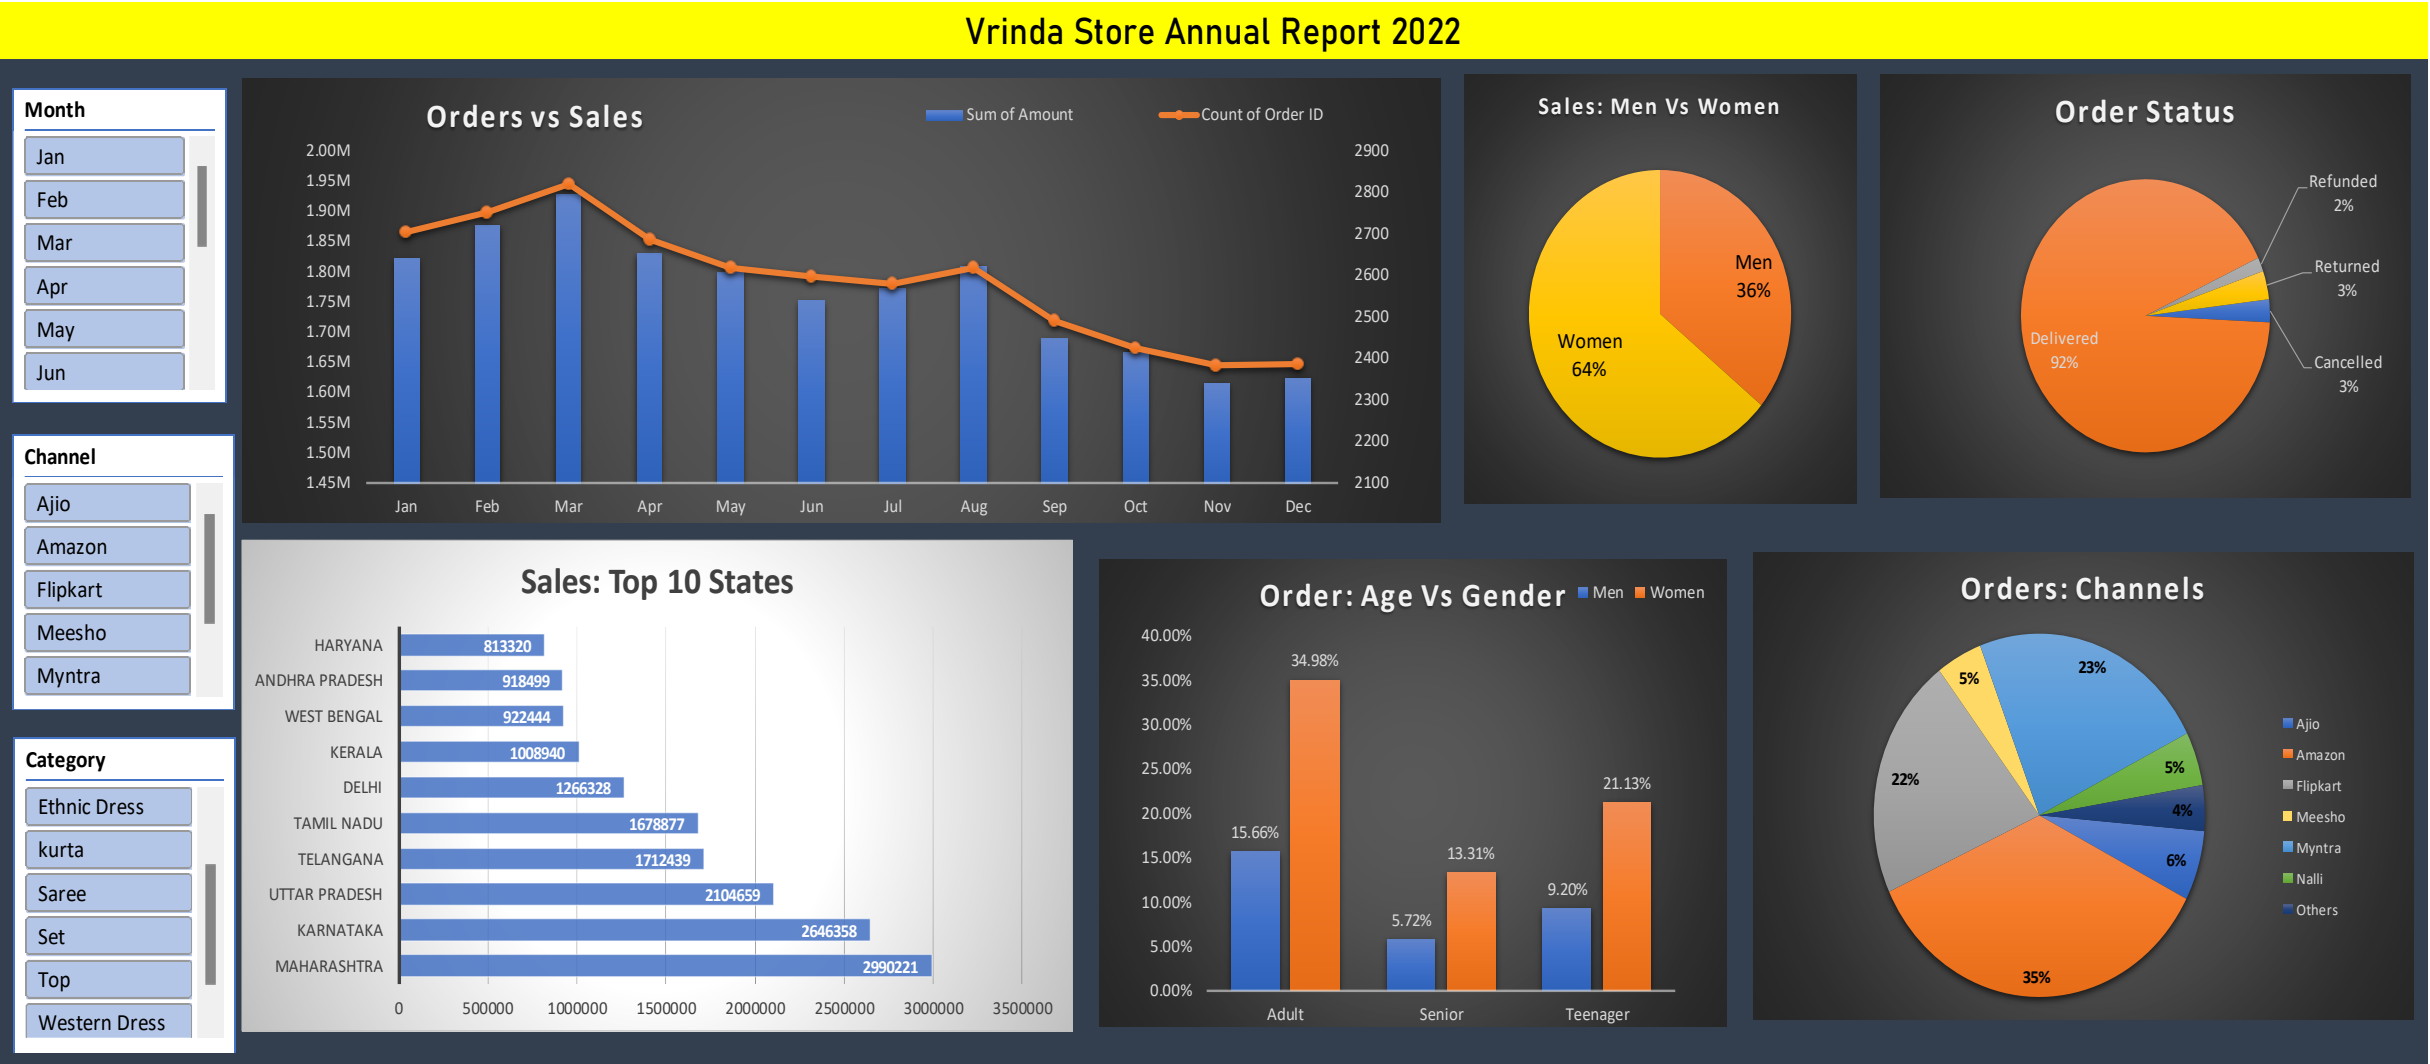 Vrinda Store Annual Report 2022
Month
Jan
Feb
Mar
Apr
May
Jun
Channel
Ajio
Amazon
Flipkart
Meesho
Myntra
Category
Ethnic Dress
kurta
Saree
Set
Top
Western Dress
Orders vs Sales
Sum of Amount
Count of Order ID
2.00M
1.95M
1.90M
1.85M
1.80M
1.75M
1.70M
1.65M
1.60M
1.55M
1.50M
1.45M
2900
2800
2700
2600
2500
2400
2300
2200
2100
Jan Feb Mar Apr May Jun Jul Aug Sep Oct Nov Dec
Sales: Men Vs Women
Men
36%
Women
64%
Order Status
Refunded
2%
Returned
3%
Delivered
92%
Cancelled
3%
Sales: Top 10 States
HARYANA 813320
ANDHRA PRADESH 918499
WEST BENGAL 922444
KERALA 1008940
DELHI 1266328
TAMIL NADU 1678877
TELANGANA 1712439
UTTAR PRADESH 2104659
KARNATAKA 2646358
MAHARASHTRA 2990221
0 500000 1000000 1500000 2000000 2500000 3000000 3500000
Order: Age Vs Gender
Men Women
40.00%
35.00%
30.00%
25.00%
20.00%
15.00%
10.00%
5.00%
0.00%
15.66%
34.98%
5.72%
13.31%
9.20%
21.13%
Adult Senior Teenager
Orders: Channels
23%
5%
5%
22%
4%
6%
35%
Ajio
Amazon
Flipkart
Meesho
Myntra
Nalli
Others